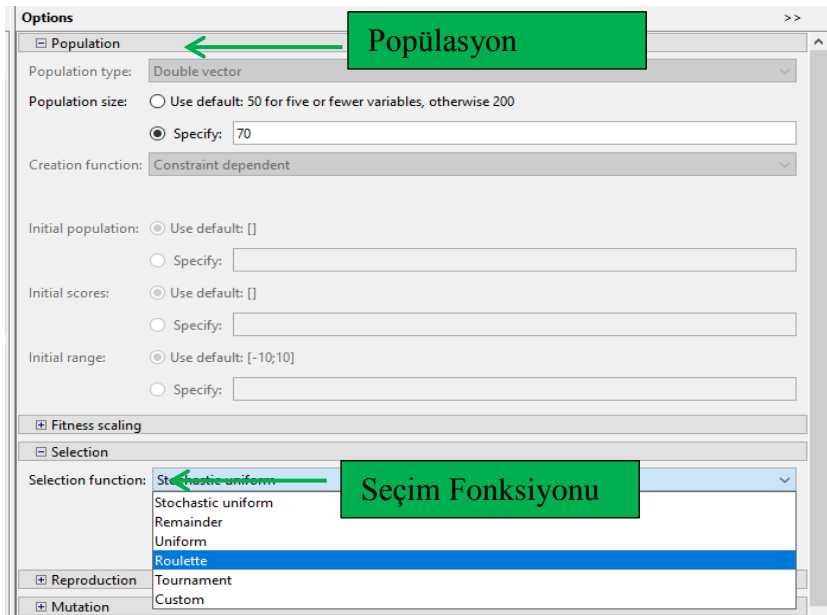 Options >>
Population
Popülasyon
Population type: Double vector
Population size: Use default: 50 for five or fewer variables, otherwise 200
Specify: 70
Creation function: Constraint dependent
Initial population: Use default: []
Specify:
Initial scores: Use default: []
Specify:
Initial range: Use default: [-10;10]
Specify:
Fitness scaling
Selection
Selection function: Stochastic uniform
Seçim Fonksiyonu
Stochastic uniform
Remainder
Uniform
Roulette
Reproduction
Tournament
Custom
Mutation